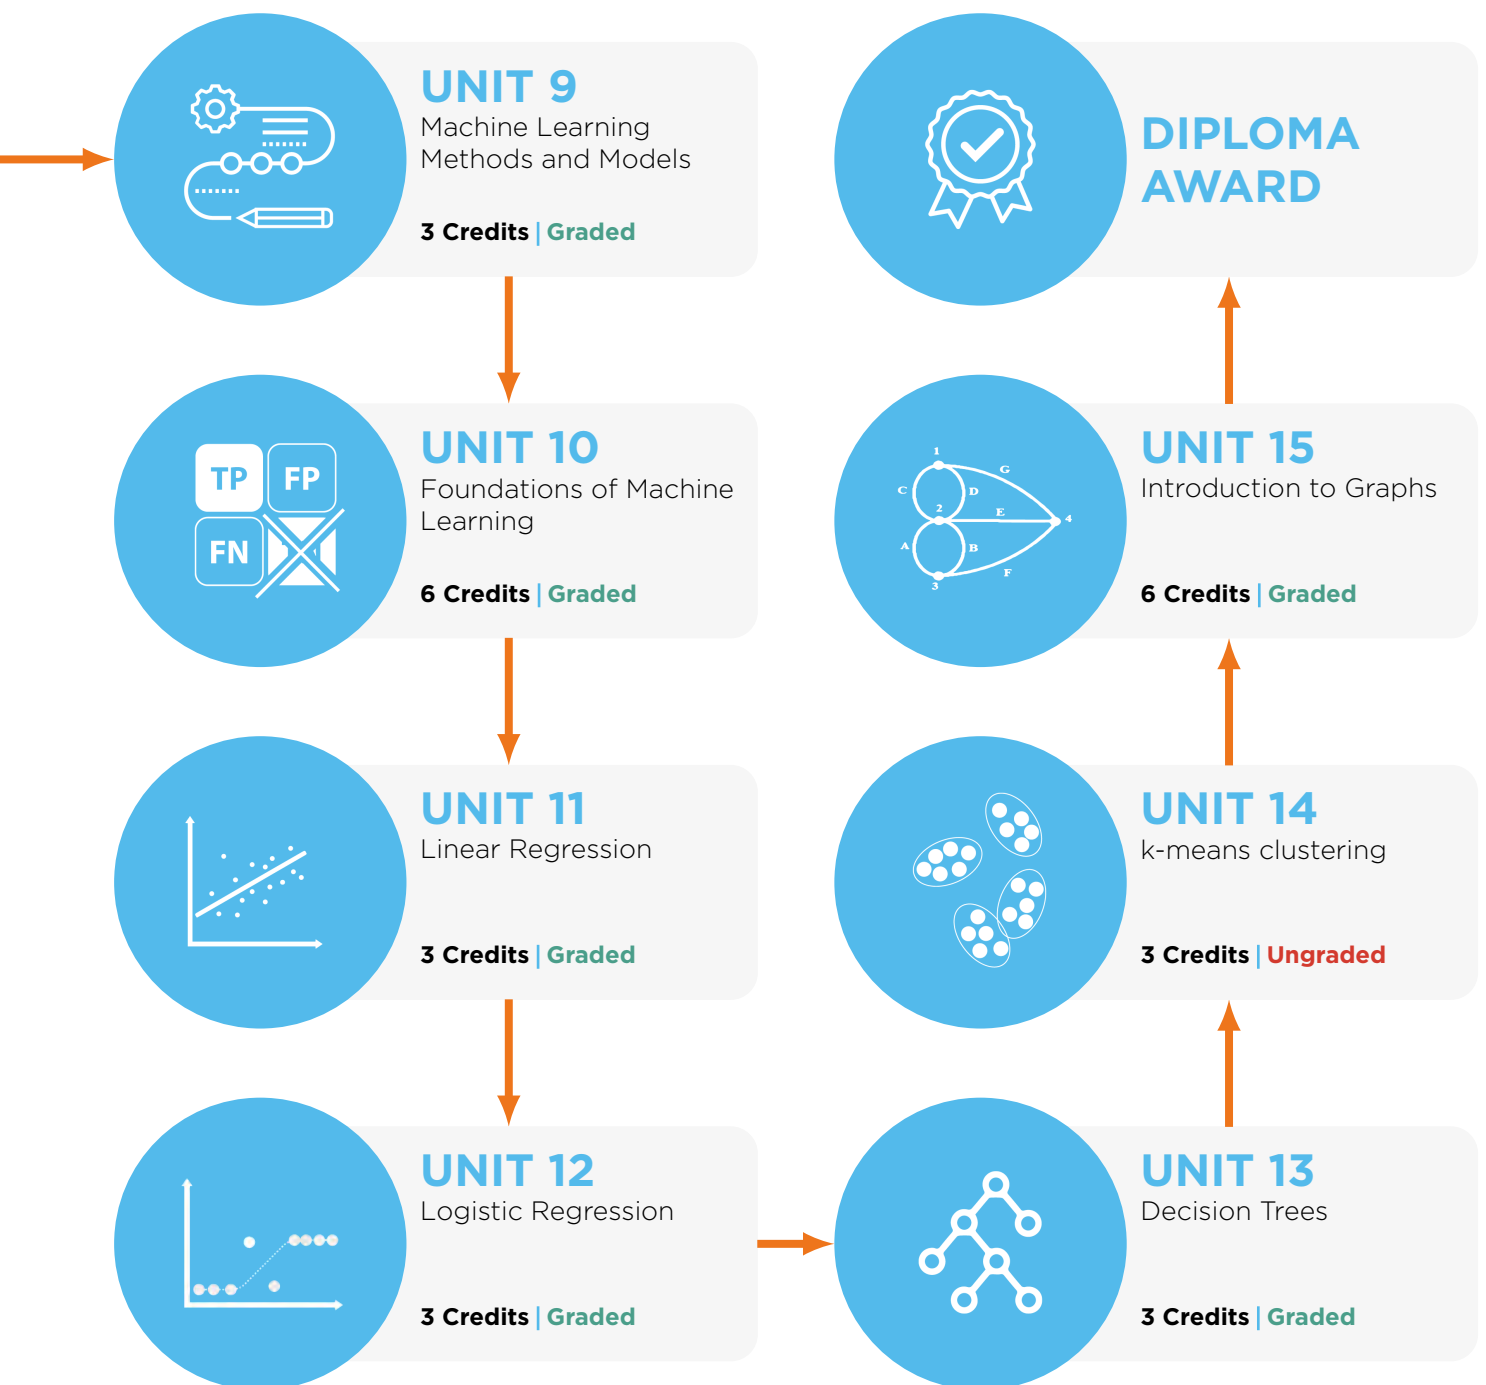 UNIT 9
Machine Learning
Methods and Models
3 Credits | Graded
UNIT 10
Foundations of Machine
Learning
6 Credits | Graded
TP FP
FN
UNIT 11
Linear Regression
3 Credits | Graded
UNIT 12
Logistic Regression
3 Credits | Graded
UNIT 13
Decision Trees
3 Credits | Graded
UNIT 14
k-means clustering
3 Credits | Ungraded
UNIT 15
Introduction to Graphs
6 Credits | Graded
1
G
C D
2 E 4
A B
F
3
DIPLOMA
AWARD